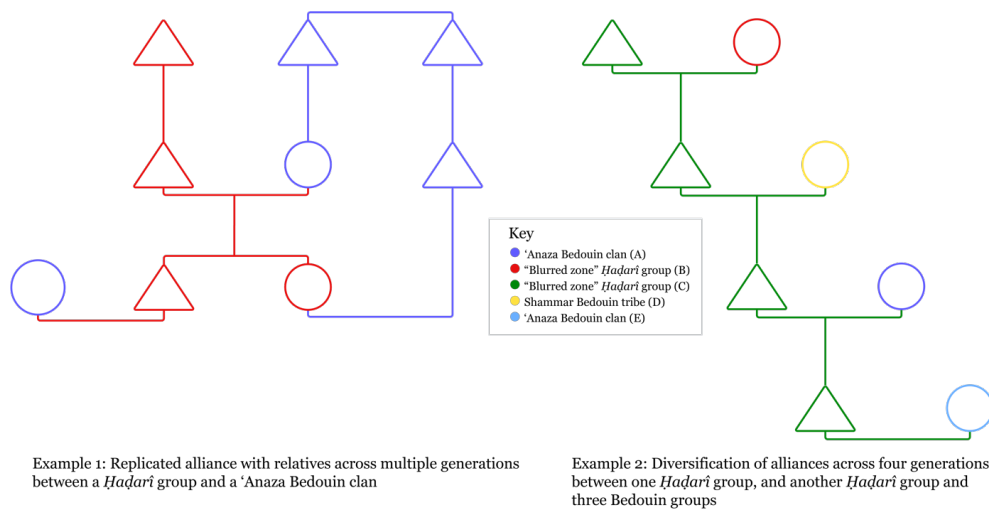 Key
‘Anaza Bedouin clan (A)
“Blurred zone” Ḥaḍarî group (B)
“Blurred zone” Ḥaḍarî group (C)
Shammar Bedouin tribe (D)
‘Anaza Bedouin clan (E)
Example 1: Replicated alliance with relatives across multiple generations
between a Ḥaḍarî group and a ‘Anaza Bedouin clan
Example 2: Diversification of alliances across four generations
between one Ḥaḍarî group, and another Ḥaḍarî group and
three Bedouin groups